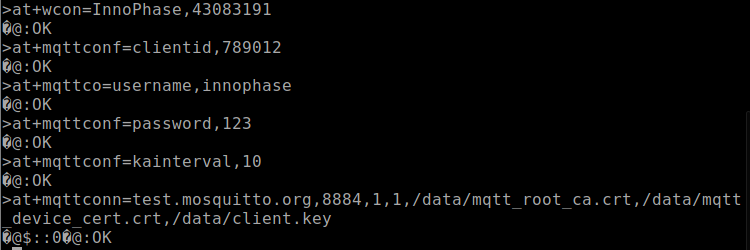 >at+wcon=InnoPhase,43083191
�@:OK
>at+mqttconf=clientid,789012
�@:OK
>at+mqttco=username,innophase
�@:OK
>at+mqttconf=password,123
�@:OK
>at+mqttconf=kainterval,10
�@:OK
>at+mqttconn=test.mosquitto.org,8884,1,1,/data/mqtt_root_ca.crt,/data/mqtt
_device_cert.crt,/data/client.key
�@$::0�@:OK